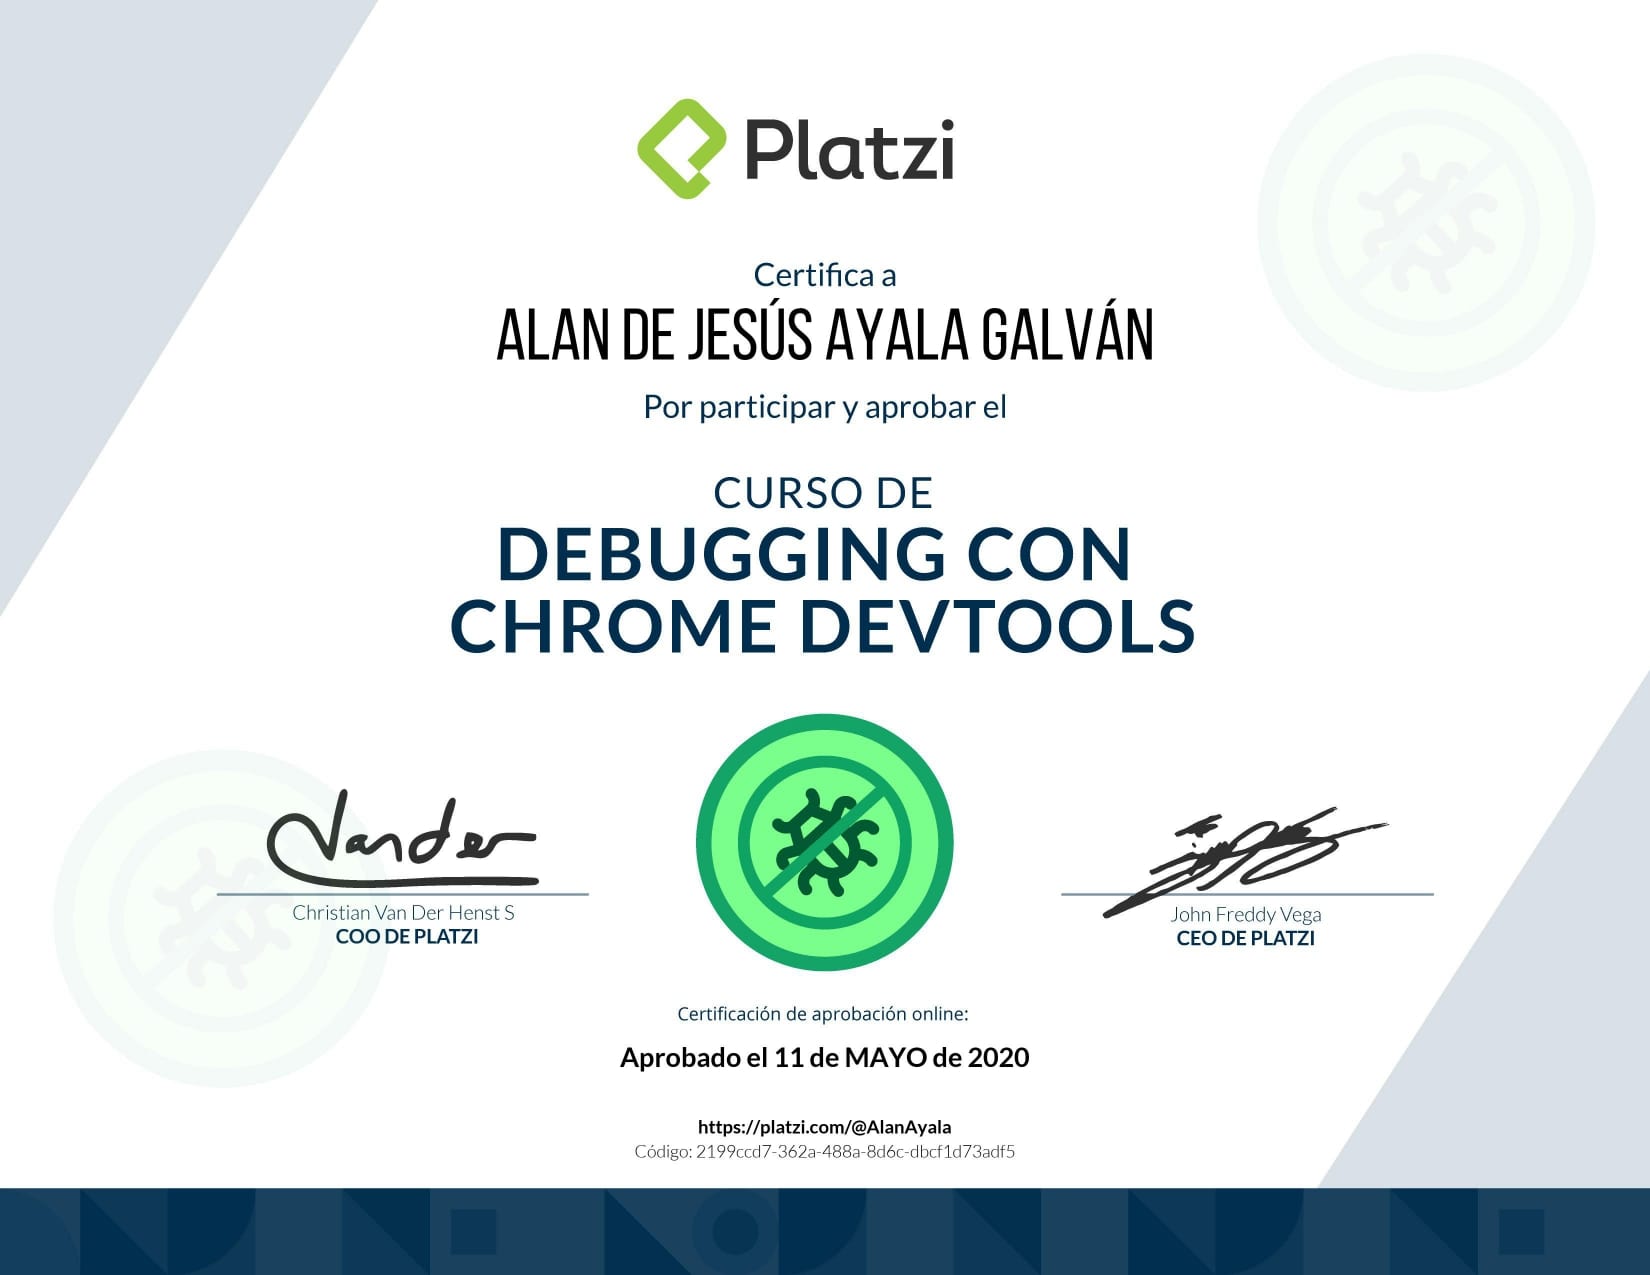 Platzi
Certifica a
ALAN DE JESÚS AYALA GALVÁN
Por participar y aprobar el
CURSO DE
DEBUGGING CON
CHROME DEVTOOLS
Vander
Christian Van Der Henst S
COO DE PLATZI
John Freddy Vega
CEO DE PLATZI
Certificación de aprobación online:
Aprobado el 11 de MAYO de 2020
https://platzi.com/@AlanAyala
Código: 2199ccd7-362a-488a-8d6c-dbcf1d73adf5